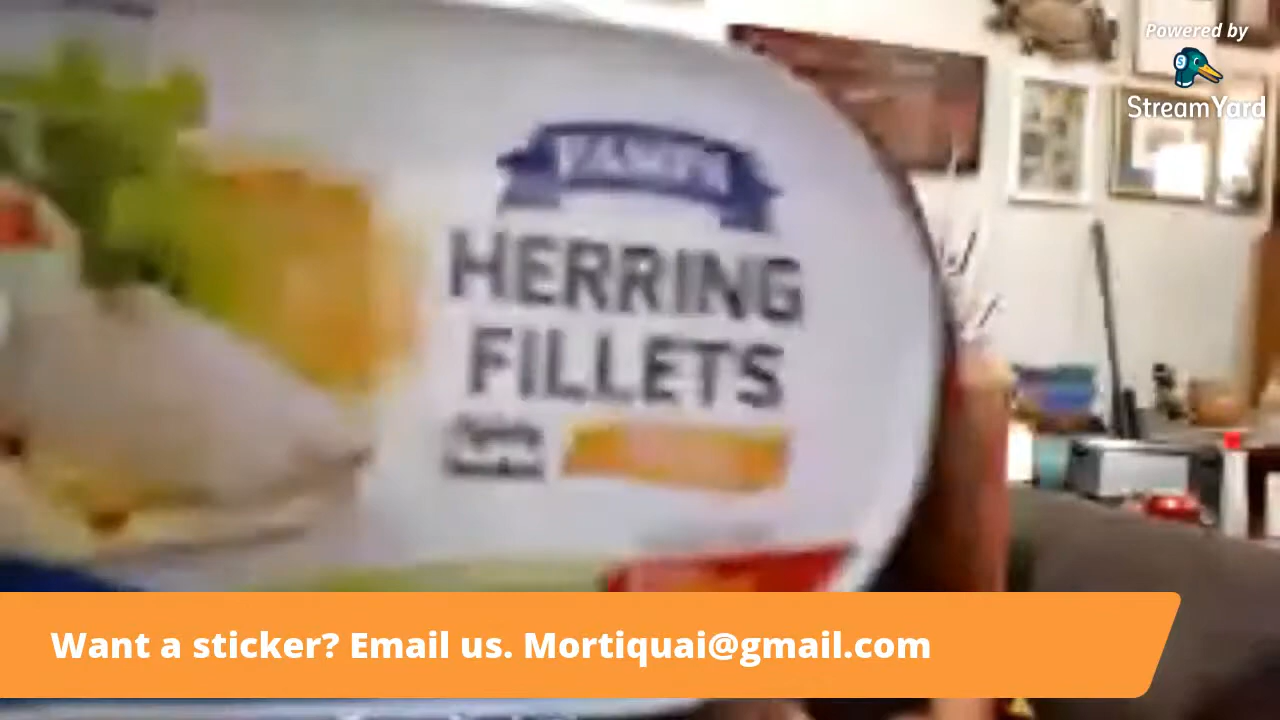 Powered by
StreamYard
HERRING
FILLETS
Want a sticker? Email us. Mortiquai@gmail.com